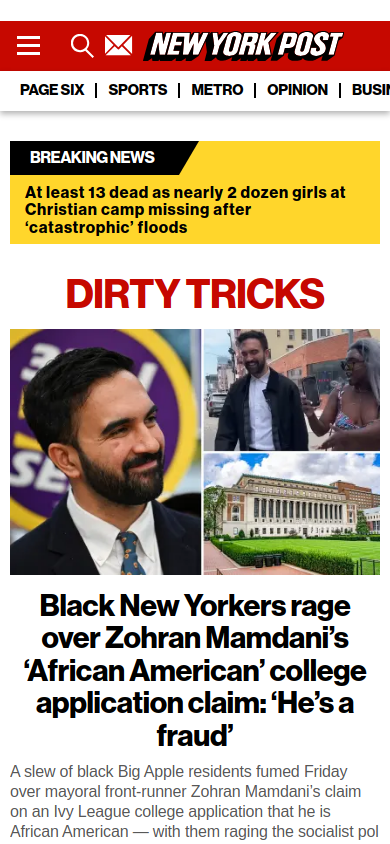 NEW YORK POST
PAGE SIX
SPORTS
METRO
OPINION
BUSI
BREAKING NEWS
At least 13 dead as nearly 2 dozen girls at
Christian camp missing after
‘catastrophic’ floods
DIRTY TRICKS
SE
Black New Yorkers rage
over Zohran Mamdani’s
‘African American’ college
application claim: ‘He’s a
fraud’
A slew of black Big Apple residents fumed Friday
over mayoral front-runner Zohran Mamdani’s claim
on an Ivy League college application that he is
African American — with them raging the socialist pol